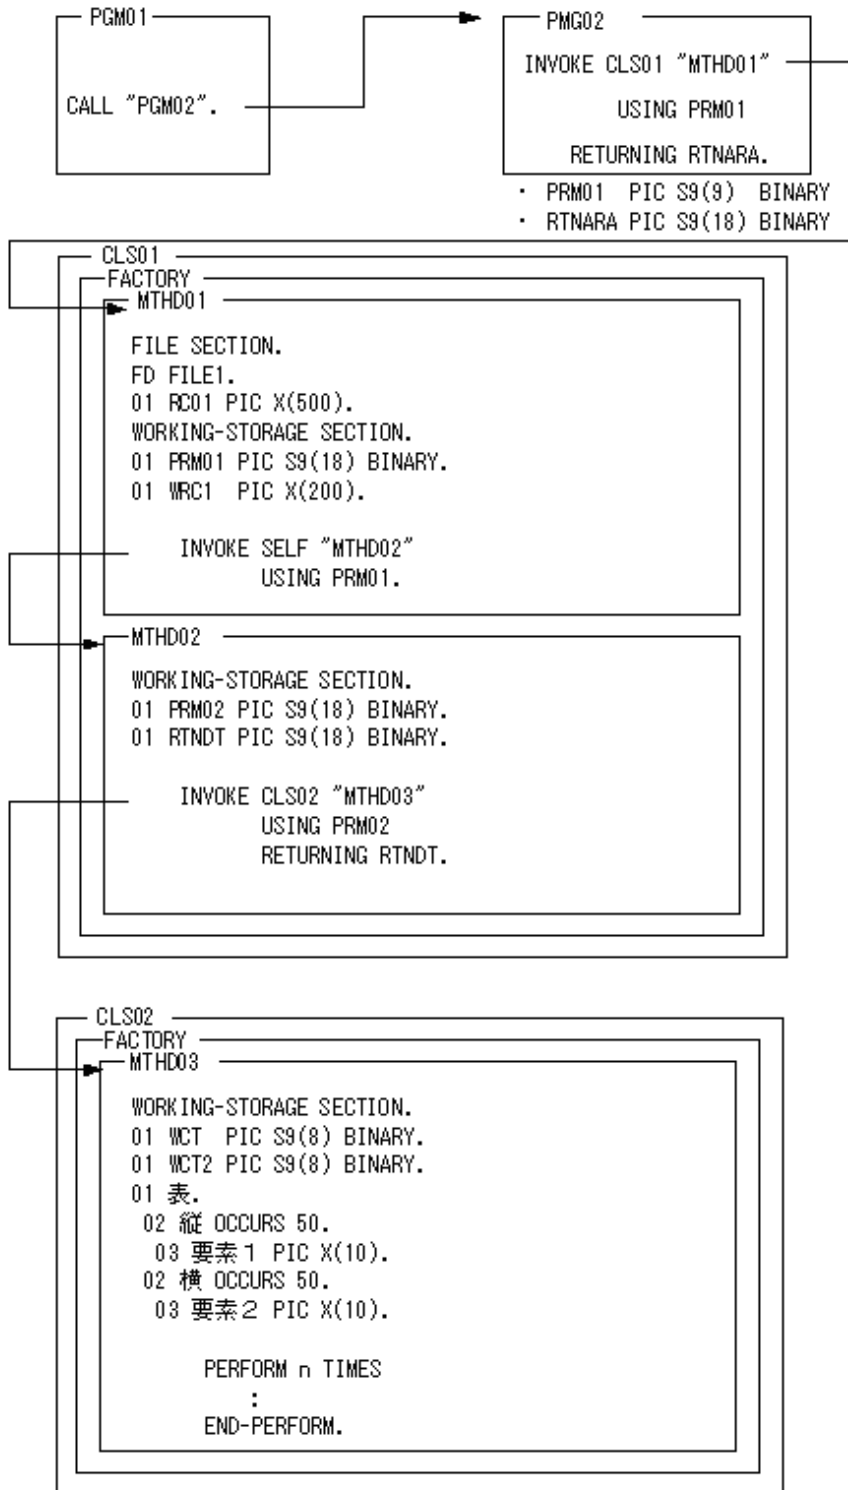 PGM01
CALL "PGM02".
PMG02
INVOKE CLS01 "MTHD01"
USING PRM01
RETURNING RTNARA.
・ PRM01 PIC S9(9) BINARY
・ RTNARA PIC S9(18) BINARY
CLS01
FACTORY
MTHD01
FILE SECTION.
FD FILE1.
01 RC01 PIC X(500).
WORKING-STORAGE SECTION.
01 PRM01 PIC S9(18) BINARY.
01 WRC1 PIC X(200).
INVOKE SELF "MTHD02"
USING PRM01.
MTHD02
WORKING-STORAGE SECTION.
01 PRM02 PIC S9(18) BINARY.
01 RTNDT PIC S9(18) BINARY.
INVOKE CLS02 "MTHD03"
USING PRM02
RETURNING RTNDT.
CLS02
FACTORY
MTHD03
WORKING-STORAGE SECTION.
01 WCT PIC S9(8) BINARY.
01 WCT2 PIC S9(8) BINARY.
01 表.
02 縦 OCCURS 50.
03 要素１ PIC X(10).
02 横 OCCURS 50.
03 要素２ PIC X(10).
PERFORM n TIMES
:
END-PERFORM.